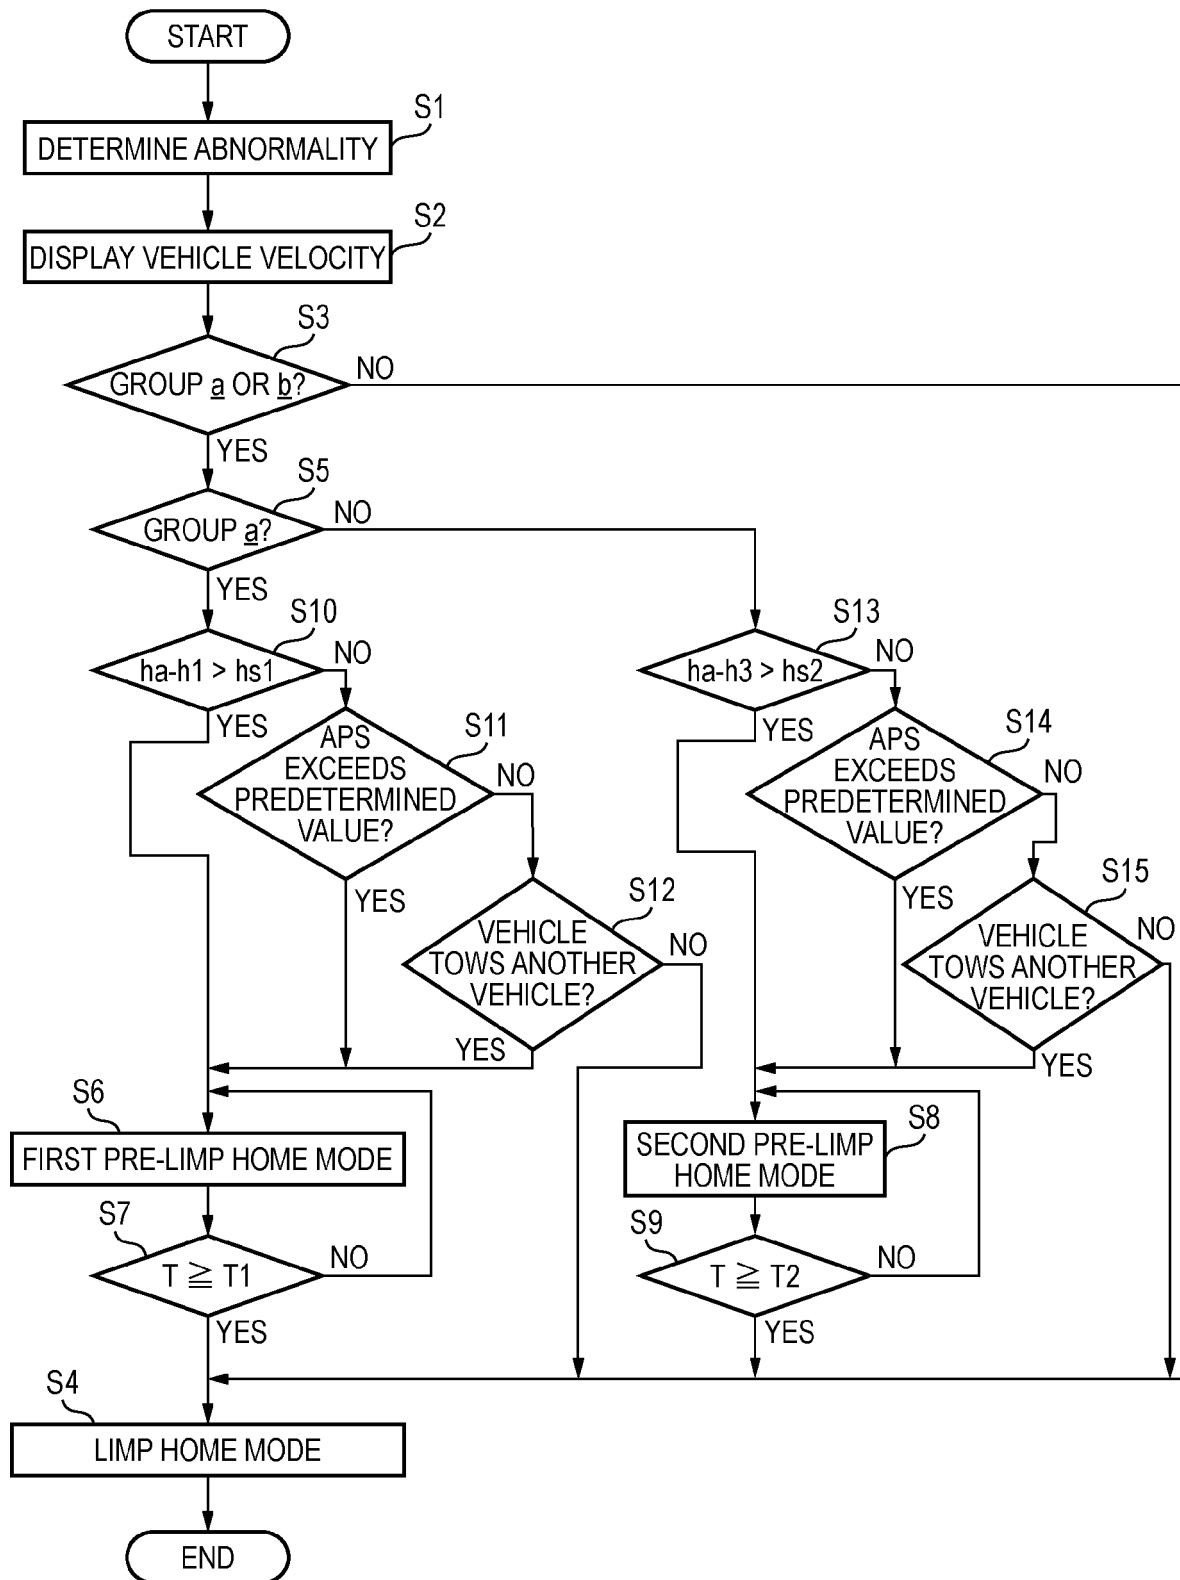 START
S1
DETERMINE ABNORMALITY
S2
DISPLAY VEHICLE VELOCITY
S3
GROUP a OR b?
NO
YES
S5
GROUP a?
NO
YES
S10
ha-h1 > hs1
NO
YES
S13
ha-h3 > hs2
NO
YES
S11
APS
EXCEEDS
PREDETERMINED
VALUE?
NO
YES
S14
APS
EXCEEDS
PREDETERMINED
VALUE?
NO
YES
S12
VEHICLE
TOWS ANOTHER
VEHICLE?
NO
YES
S15
VEHICLE
TOWS ANOTHER
VEHICLE?
NO
YES
S6
FIRST PRE-LIMP HOME MODE
S8
SECOND PRE-LIMP
HOME MODE
S7
T ≧ T1
NO
YES
S9
T ≧ T2
NO
YES
S4
LIMP HOME MODE
END